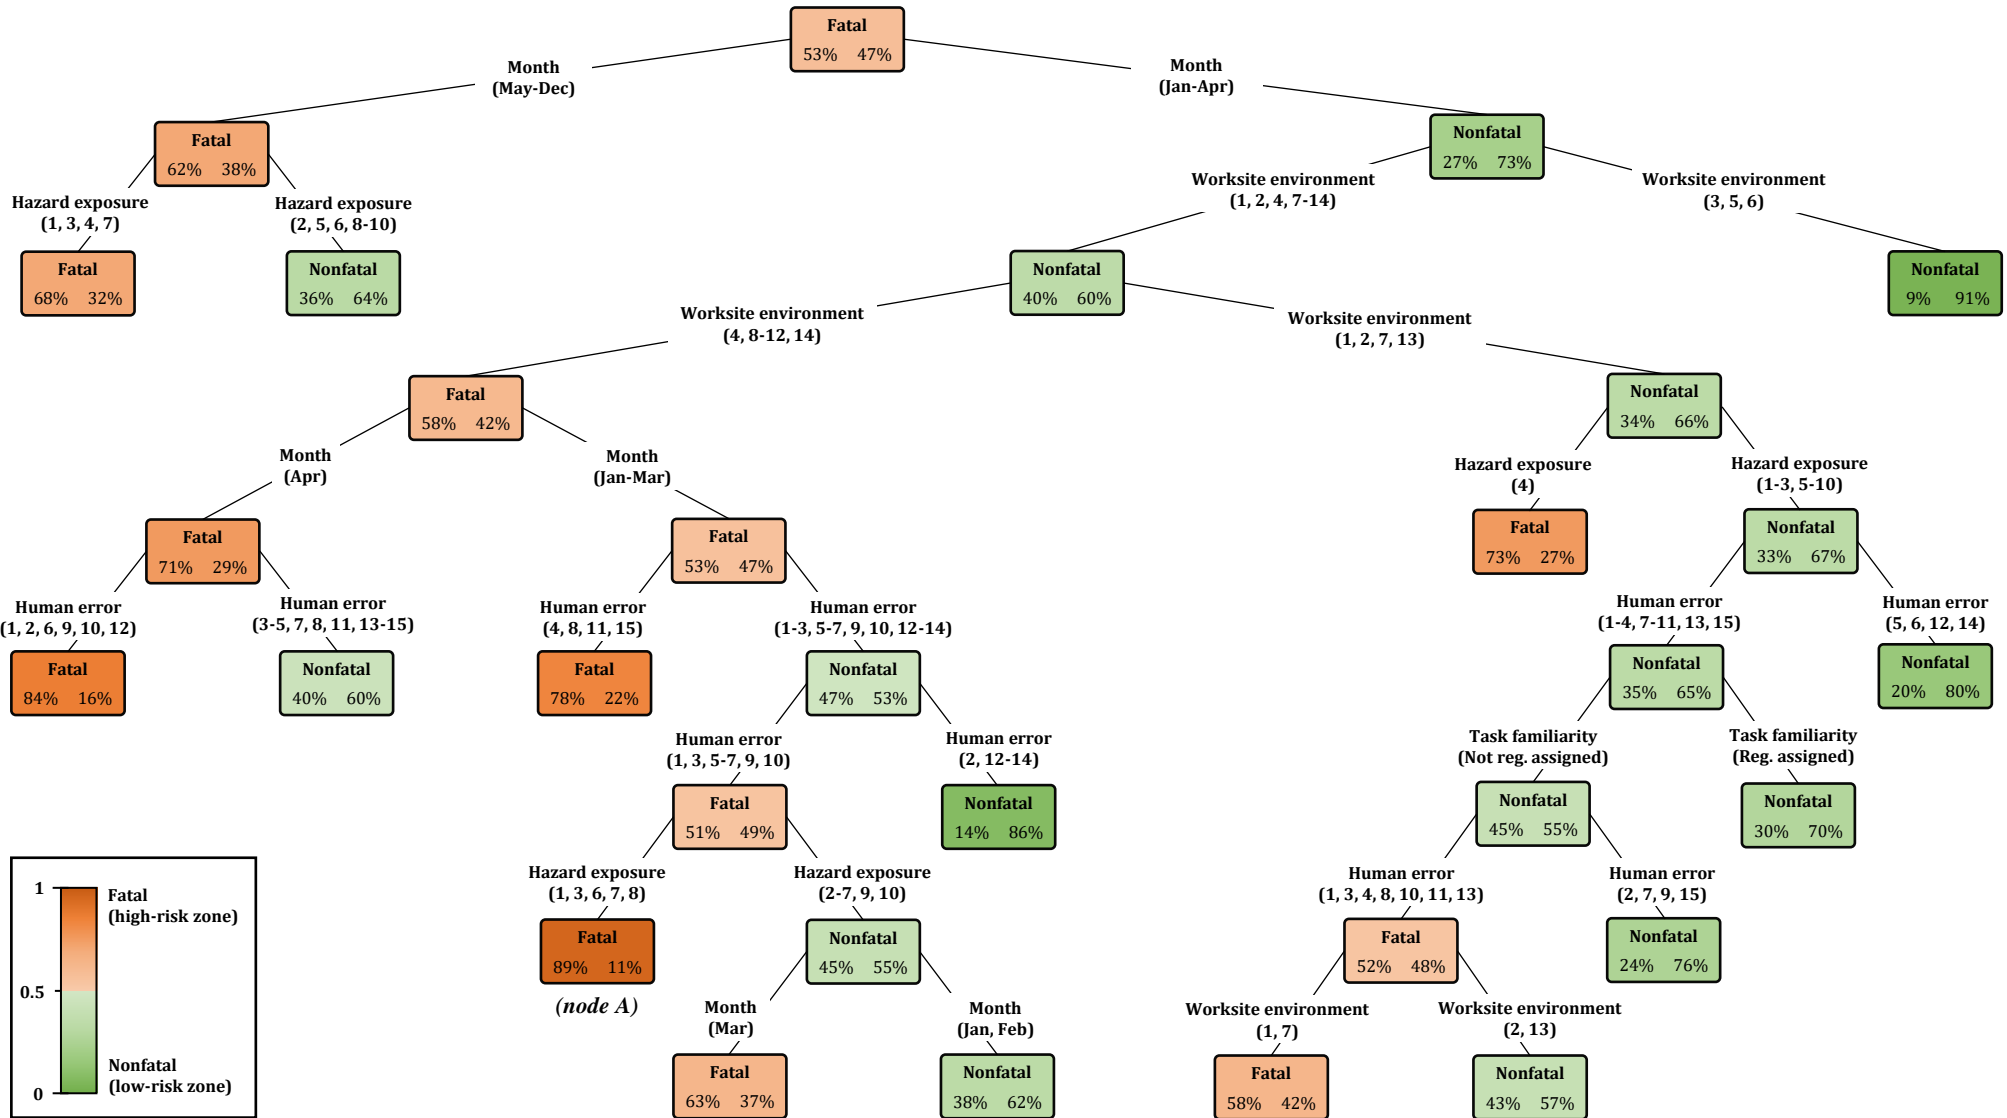 Fatal
53% 47%
Month
(May-Dec)
Month
(Jan-Apr)
Fatal
62% 38%
Nonfatal
27% 73%
Hazard exposure
(1, 3, 4, 7)
Hazard exposure
(2, 5, 6, 8-10)
Worksite environment
(1, 2, 4, 7-14)
Worksite environment
(3, 5, 6)
Fatal
68% 32%
Nonfatal
36% 64%
Nonfatal
40% 60%
Nonfatal
9% 91%
Worksite environment
(4, 8-12, 14)
Worksite environment
(1, 2, 7, 13)
Fatal
58% 42%
Nonfatal
34% 66%
Month
(Apr)
Month
(Jan-Mar)
Hazard exposure
(4)
Hazard exposure
(1-3, 5-10)
Fatal
71% 29%
Fatal
53% 47%
Fatal
73% 27%
Nonfatal
33% 67%
Human error
(1, 2, 6, 9, 10, 12)
Human error
(3-5, 7, 8, 11, 13-15)
Human error
(4, 8, 11, 15)
Human error
(1-3, 5-7, 9, 10, 12-14)
Human error
(1-4, 7-11, 13, 15)
Human error
(5, 6, 12, 14)
Fatal
84% 16%
Nonfatal
40% 60%
Fatal
78% 22%
Nonfatal
47% 53%
Nonfatal
35% 65%
Nonfatal
20% 80%
Human error
(1, 3, 5-7, 9, 10)
Human error
(2, 12-14)
Task familiarity
(Not reg. assigned)
Task familiarity
(Reg. assigned)
Fatal
51% 49%
Nonfatal
14% 86%
Nonfatal
45% 55%
Nonfatal
30% 70%
Hazard exposure
(1, 3, 6, 7, 8)
Hazard exposure
(2-7, 9, 10)
Human error
(1, 3, 4, 8, 10, 11, 13)
Human error
(2, 7, 9, 15)
Fatal
89% 11%
(node A)
Nonfatal
45% 55%
Fatal
52% 48%
Nonfatal
24% 76%
Month
(Mar)
Month
(Jan, Feb)
Worksite environment
(1, 7)
Worksite environment
(2, 13)
Fatal
63% 37%
Nonfatal
38% 62%
Fatal
58% 42%
Nonfatal
43% 57%
1
Fatal
(high-risk zone)
0.5
Nonfatal
(low-risk zone)
0